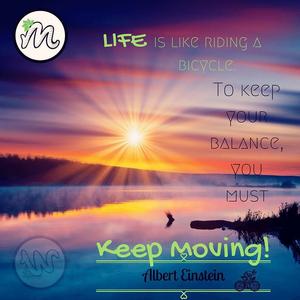 M
LIFE IS LIKE RIDING A
BICYCLE.
TO KEEP
YOUR
BALANCE,
YOU
MUST
KEEP MOVING!
Albert Einstein